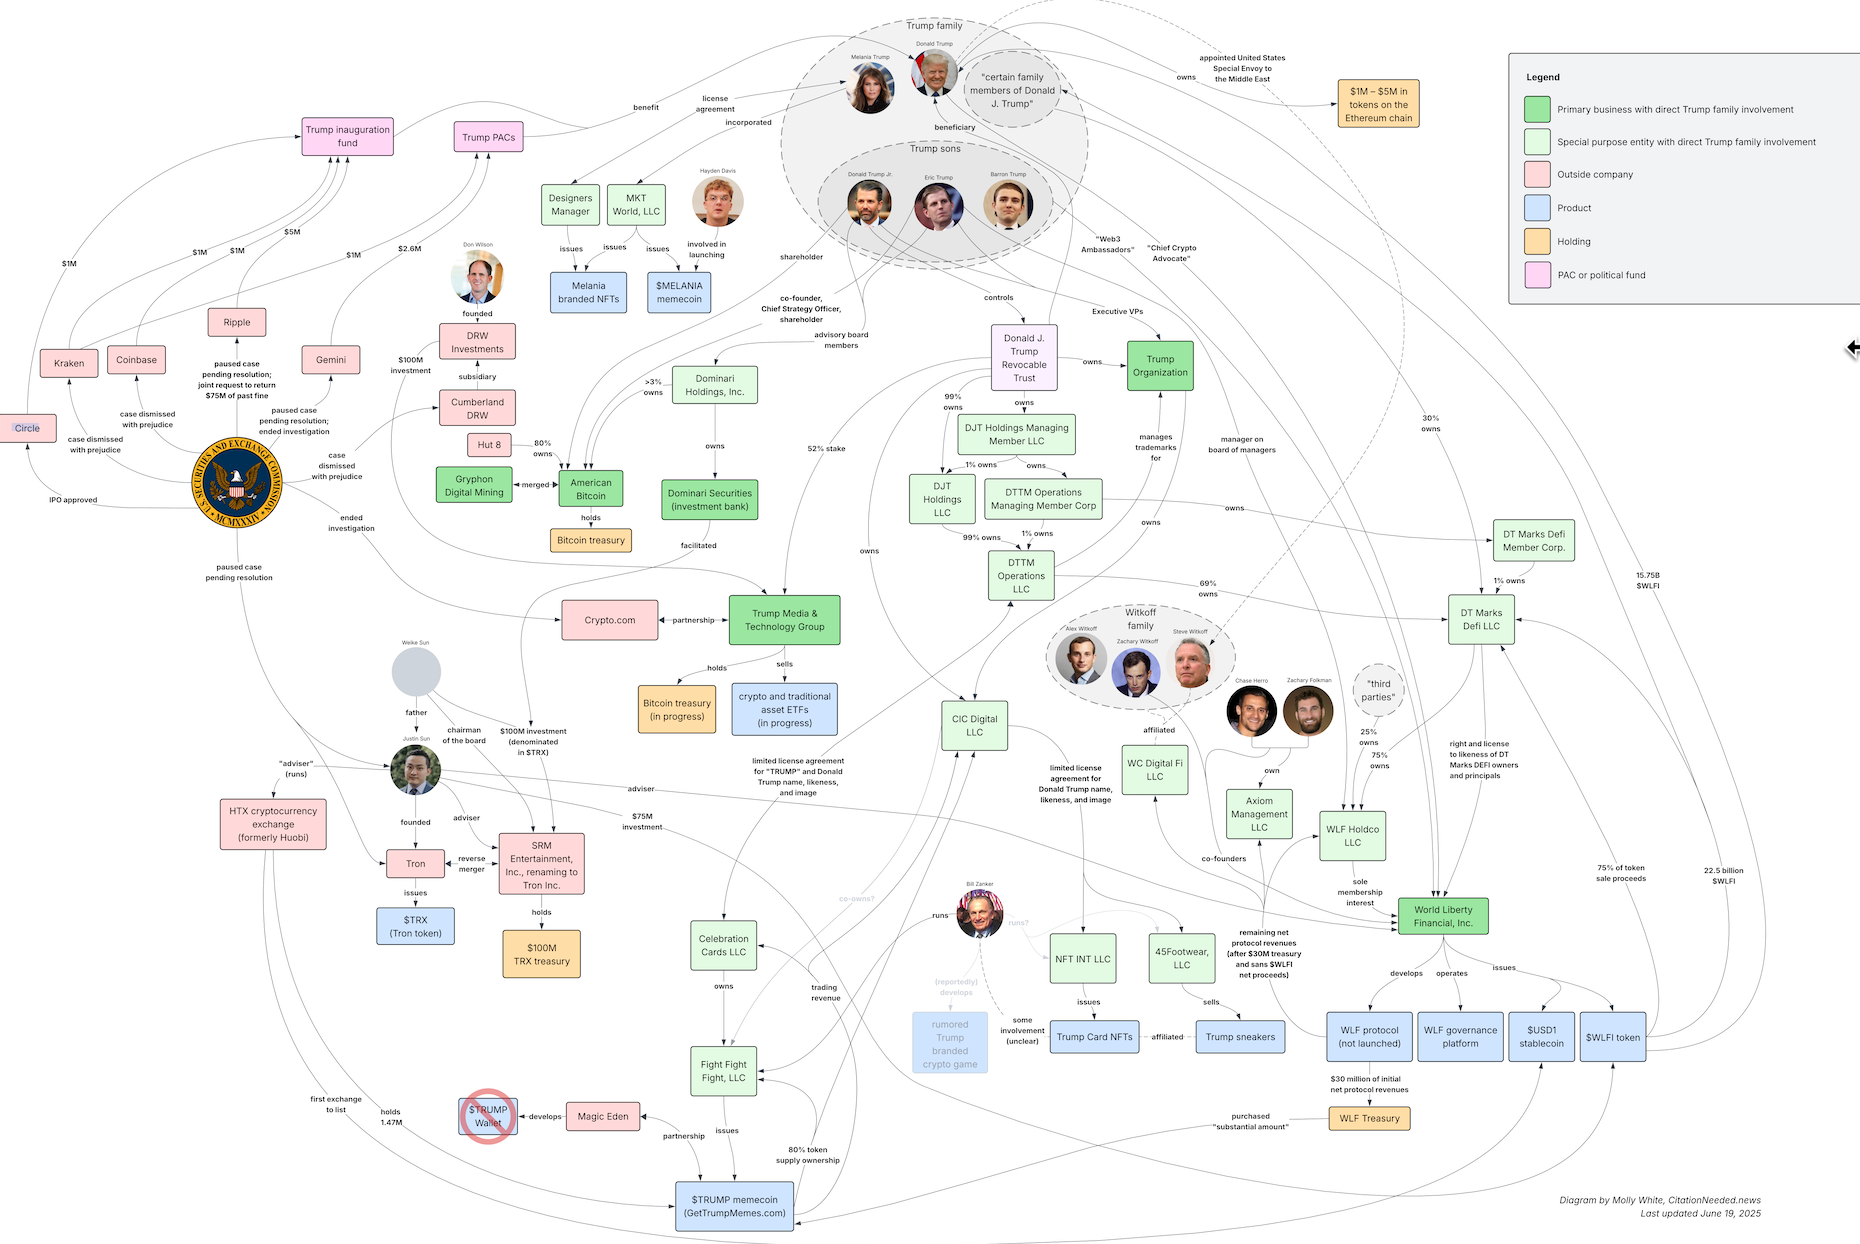 Trump family
Donald Trump
Melania Trump
"certain family
members of Donald
J. Trump"
beneficiary
Trump sons
Donald Trump Jr.
Eric Trump
Barron Trump
appointed United States
Special Envoy to
the Middle East
owns
$1M – $5M in
tokens on the
Ethereum chain
Legend
Primary business with direct Trump family involvement
Special purpose entity with direct Trump family involvement
Outside company
Product
Holding
PAC or political fund
benefit
license
agreement
incorporated
Trump inauguration
fund
Trump PACs
Hayden Davis
Designers
Manager
MKT
World, LLC
issues
issues
issues
involved in
launching
Melania
branded NFTs
$MELANIA
memecoin
$1M
$1M
$1M
$5M
$1M
$2.6M
Don Wilson
founded
DRW
Investments
subsidiary
Cumberland
DRW
$100M
investment
Ripple
Kraken
Coinbase
Gemini
Circle
paused case
pending resolution;
joint request to return
$75M of past fine
case dismissed
with prejudice
case dismissed
with prejudice
paused case
pending resolution;
ended investigation
case
dismissed
with prejudice
IPO approved
U.S. SECURITIES AND EXCHANGE COMMISSION
MCMXXXIV
ended
investigation
paused case
pending resolution
Hut 8
80%
owns
Gryphon
Digital Mining
merged
American
Bitcoin
holds
Bitcoin treasury
shareholder
co-founder,
Chief Strategy Officer,
shareholder
advisory board
members
>3%
owns
Dominari
Holdings, Inc.
owns
Dominari Securities
(investment bank)
facilitated
controls
Executive VPs
"Web3
Ambassadors"
"Chief Crypto
Advocate"
Donald J.
Trump
Revocable
Trust
owns
Trump
Organization
52% stake
99%
owns
owns
DJT Holdings Managing
Member LLC
1% owns
owns
DJT
Holdings
LLC
DTTM Operations
Managing Member Corp
99% owns
1% owns
DTTM
Operations
LLC
manages
trademarks
for
owns
owns
owns
manager on
board of managers
30%
owns
DT Marks Defi
Member Corp.
1% owns
69%
owns
DT Marks
Defi LLC
15.75B
$WLFI
Crypto.com
partnership
Trump Media &
Technology Group
holds
sells
Bitcoin treasury
(in progress)
crypto and traditional
asset ETFs
(in progress)
Witkoff
family
Alex Witkoff
Zachary Witkoff
Steve Witkoff
Chase Herro
Zachary Folkman
"third
parties"
25%
owns
75%
owns
right and license
to likeness of DT
Marks DEFI owners
and principals
affiliated
WC Digital Fi
LLC
own
Axiom
Management
LLC
WLF Holdco
LLC
co-founders
sole
membership
interest
World Liberty
Financial, Inc.
CIC Digital
LLC
limited license
agreement for
Donald Trump name,
likeness, and image
limited license agreement
for "TRUMP" and Donald
Trump name, likeness,
and image
Weike Sun
father
Justin Sun
chairman
of the board
$100M investment
(denominated
in $TRX)
"adviser"
(runs)
adviser
$75M
investment
HTX cryptocurrency
exchange
(formerly Huobi)
founded
adviser
Tron
reverse
merger
SRM
Entertainment,
Inc., renaming to
Tron Inc.
issues
holds
$TRX
(Tron token)
$100M
TRX treasury
co-owns?
Bill Zanker
runs
runs?
(reportedly)
develops
rumored
Trump
branded
crypto game
some
involvement
(unclear)
NFT INT LLC
45Footwear,
LLC
issues
sells
Trump Card NFTs
affiliated
Trump sneakers
remaining net
protocol revenues
(after $30M treasury
and sans $WLFI
net proceeds)
75% of token
sale proceeds
22.5 billion
$WLFI
develops
operates
issues
WLF protocol
(not launched)
WLF governance
platform
$USD1
stablecoin
$WLFI token
$30 million of initial
net protocol revenues
WLF Treasury
purchased
"substantial amount"
Celebration
Cards LLC
owns
trading
revenue
Fight Fight
Fight, LLC
issues
80% token
supply ownership
first exchange
to list
holds
1.47M
$TRUMP
Wallet
develops
Magic Eden
partnership
$TRUMP memecoin
(GetTrumpMemes.com)
Diagram by Molly White, CitationNeeded.news
Last updated June 19, 2025